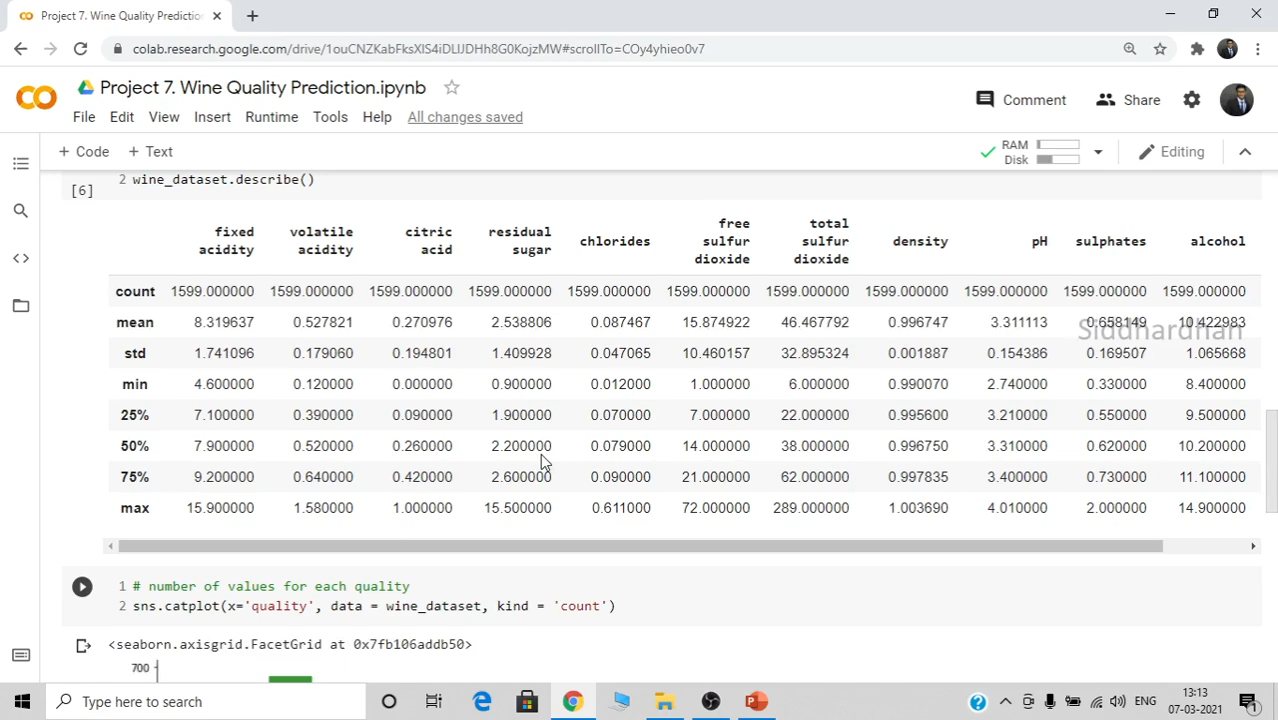 Project 7. Wine Quality Prediction
colab.research.google.com/drive/1ouCNZKabFksXIS4iDLIJDHh8G0KojzMW#scrollTo=COy4yhieo0v7
Project 7. Wine Quality Prediction.ipynb
Comment Share
File Edit View Insert Runtime Tools Help All changes saved
+ Code + Text RAM Disk Editing
[6] 2 wine_dataset.describe()
fixed acidity volatile acidity citric acid residual sugar chlorides free sulfur dioxide total sulfur dioxide density pH sulphates alcohol
count 1599.000000 1599.000000 1599.000000 1599.000000 1599.000000 1599.000000 1599.000000 1599.000000 1599.000000 1599.000000 1599.000000
mean 8.319637 0.527821 0.270976 2.538806 0.087467 15.874922 46.467792 0.996747 3.311113 0.658149 10.422983
Siddhardhan
std 1.741096 0.179060 0.194801 1.409928 0.047065 10.460157 32.895324 0.001887 0.154386 0.169507 1.065668
min 4.600000 0.120000 0.000000 0.900000 0.012000 1.000000 6.000000 0.990070 2.740000 0.330000 8.400000
25% 7.100000 0.390000 0.090000 1.900000 0.070000 7.000000 22.000000 0.995600 3.210000 0.550000 9.500000
50% 7.900000 0.520000 0.260000 2.200000 0.079000 14.000000 38.000000 0.996750 3.310000 0.620000 10.200000
75% 9.200000 0.640000 0.420000 2.600000 0.090000 21.000000 62.000000 0.997835 3.400000 0.730000 11.100000
max 15.900000 1.580000 1.000000 15.500000 0.611000 72.000000 289.000000 1.003690 4.010000 2.000000 14.900000
1 # number of values for each quality
2 sns.catplot(x='quality', data = wine_dataset, kind = 'count')
<seaborn.axisgrid.FacetGrid at 0x7fb106addb50>
700
Type here to search
ENG
13:13
07-03-2021